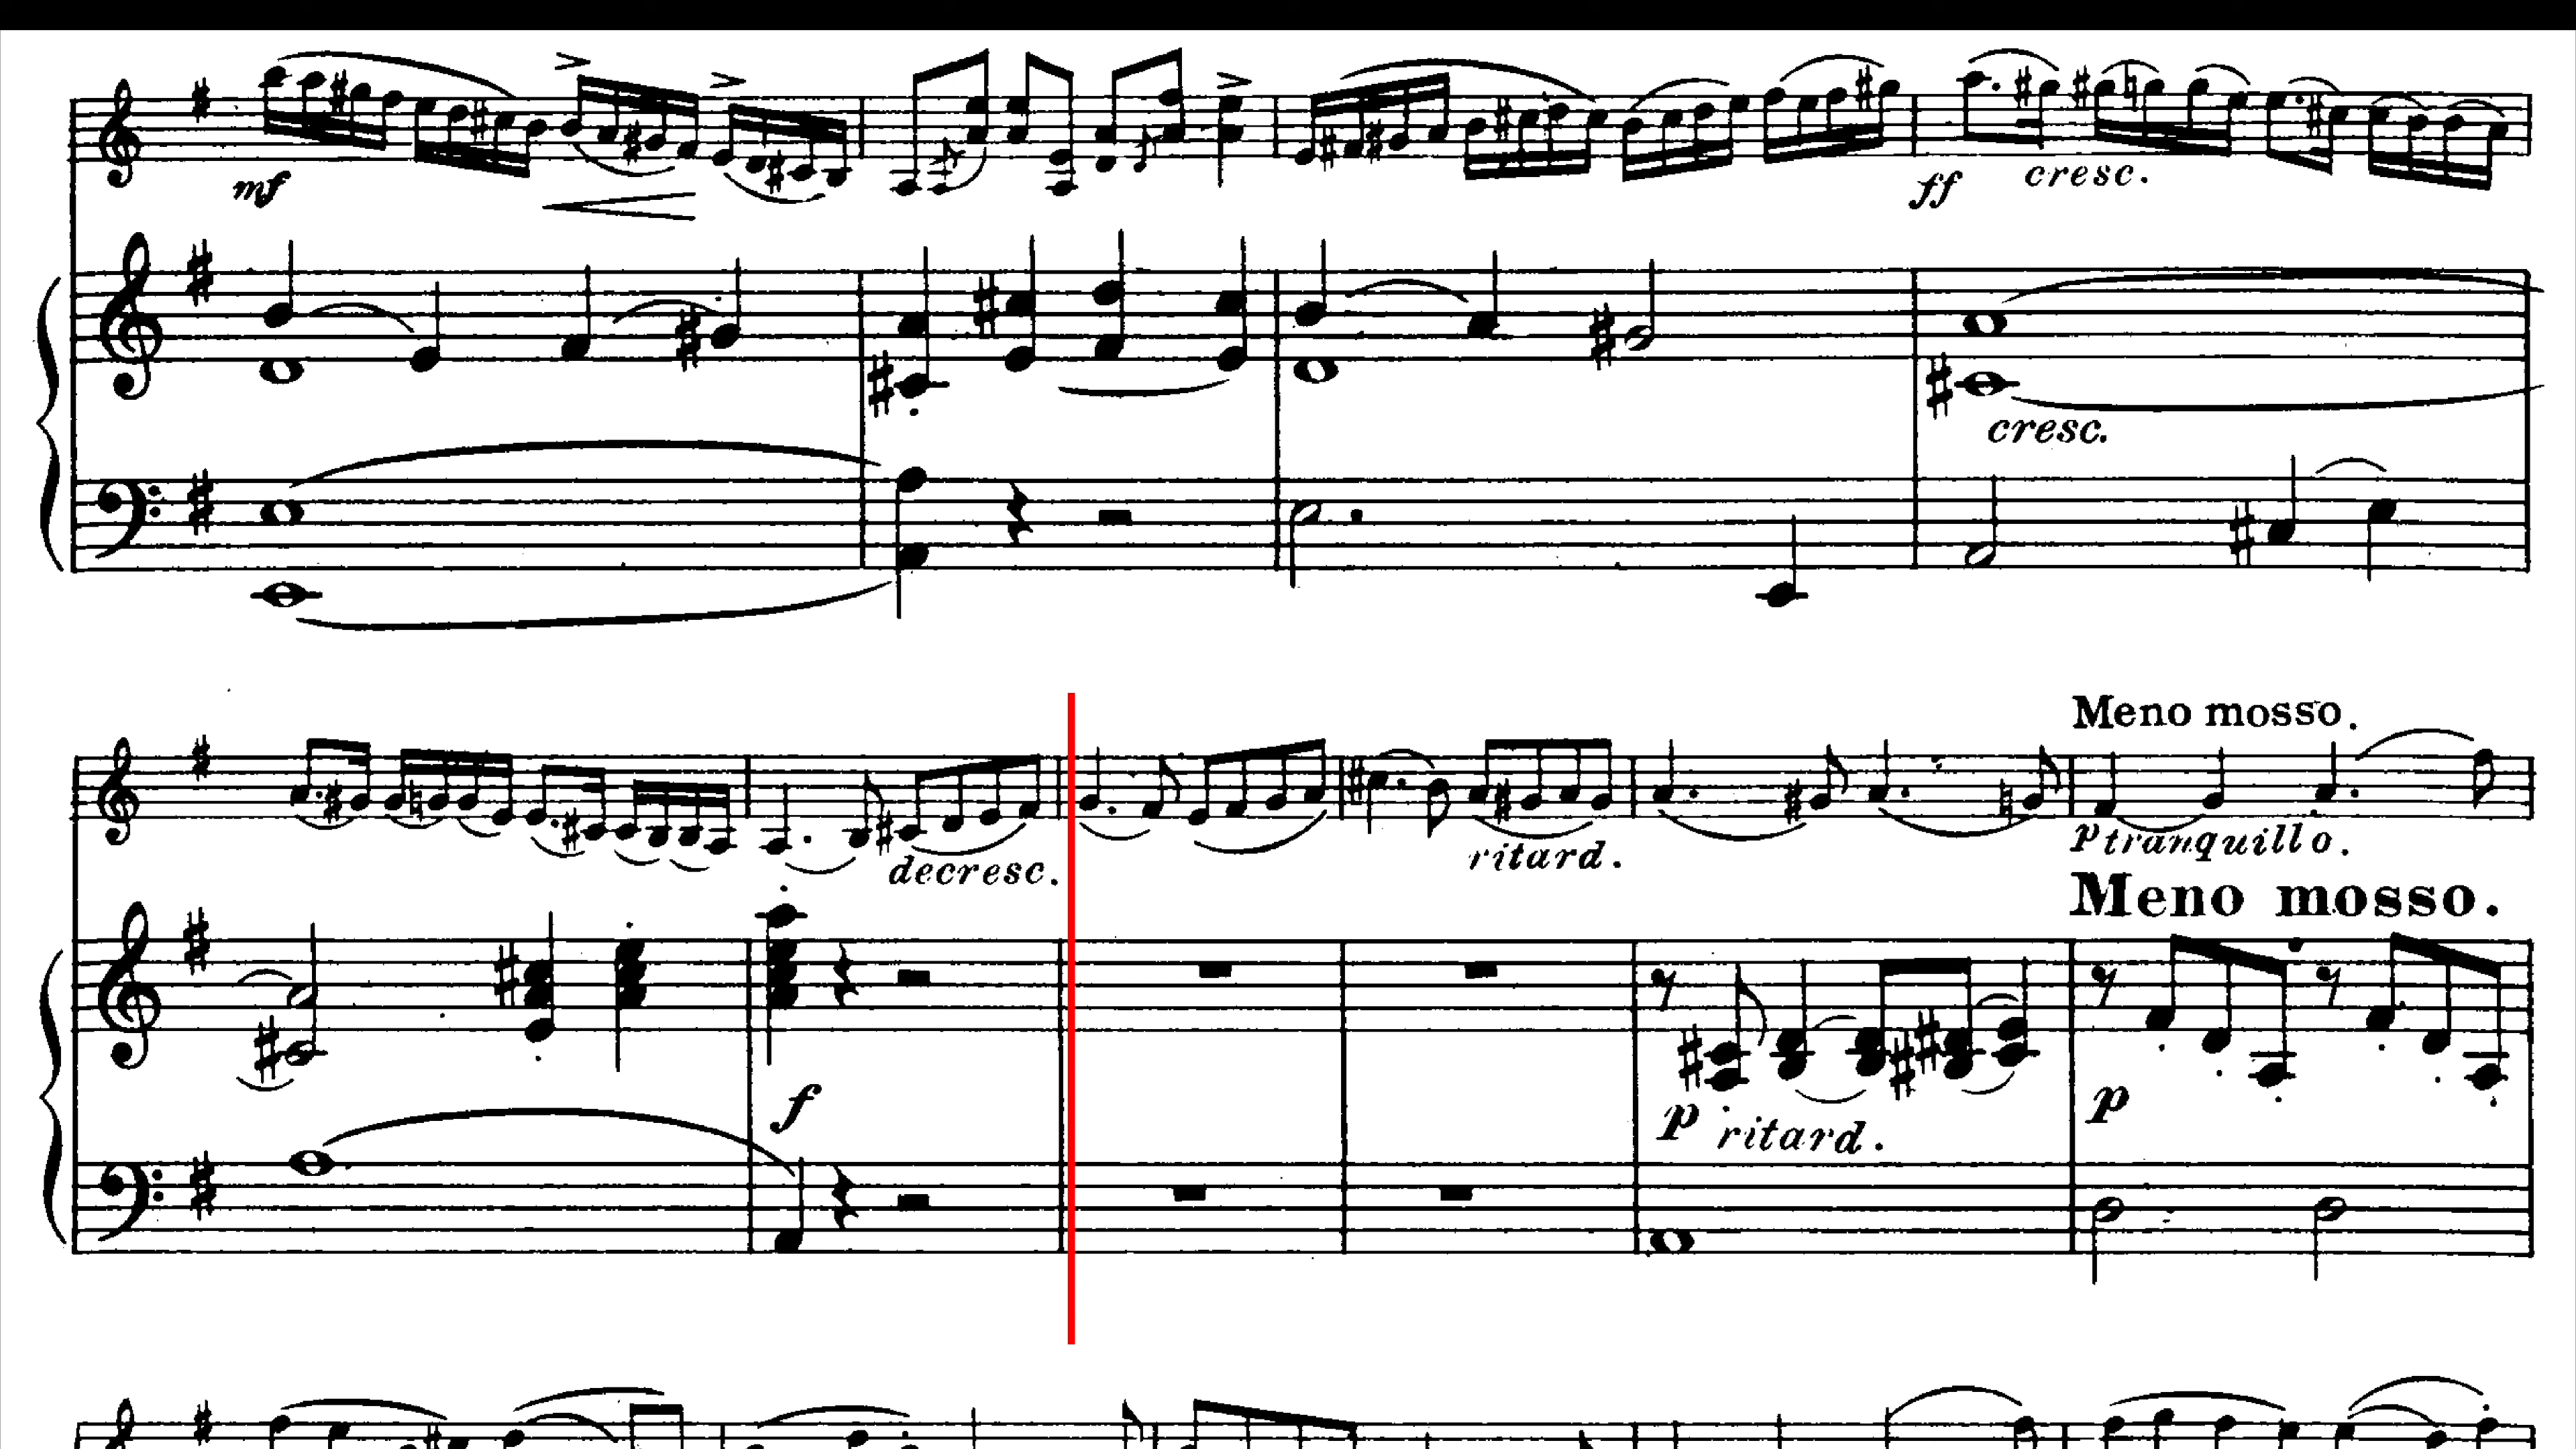 mf
ff cresc.
cresc.
Meno mosso.
decresc.
ritard.
p tranquillo.
Meno mosso.
f
p ritard.
p